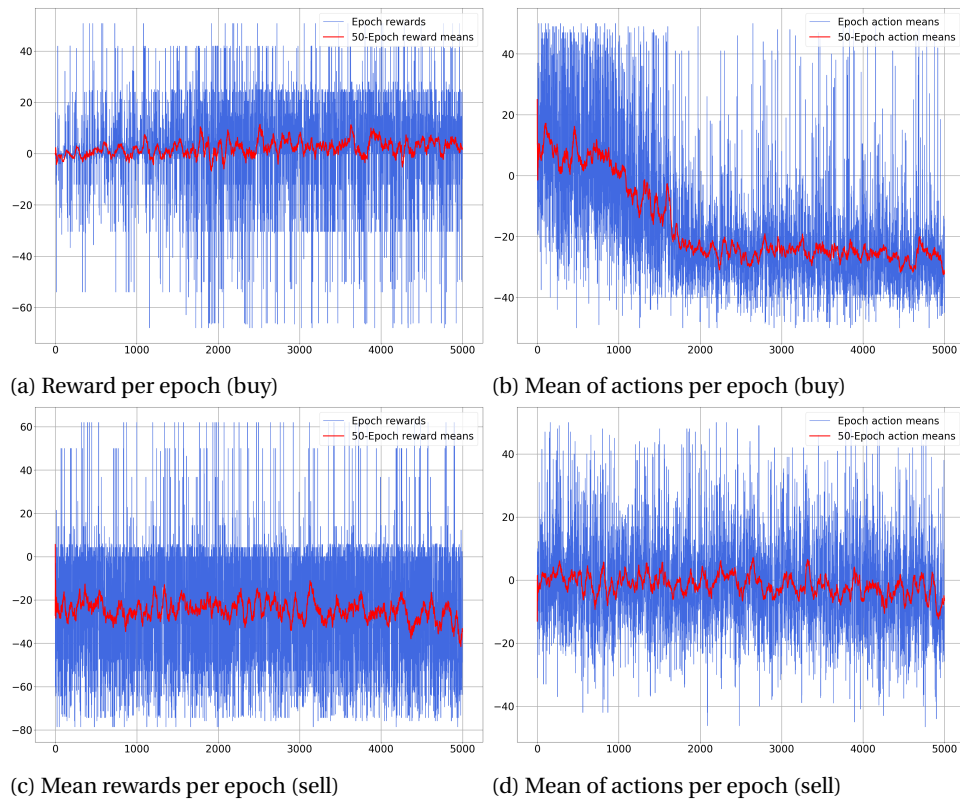 Epoch rewards
50-Epoch reward means
40
20
0
−20
−40
−60
0 1000 2000 3000 4000 5000
(a) Reward per epoch (buy)
Epoch action means
50-Epoch action means
40
20
0
−20
−40
0 1000 2000 3000 4000 5000
(b) Mean of actions per epoch (buy)
Epoch rewards
50-Epoch reward means
60
40
20
0
−20
−40
−60
−80
0 1000 2000 3000 4000 5000
(c) Mean rewards per epoch (sell)
Epoch action means
50-Epoch action means
40
20
0
−20
−40
0 1000 2000 3000 4000 5000
(d) Mean of actions per epoch (sell)